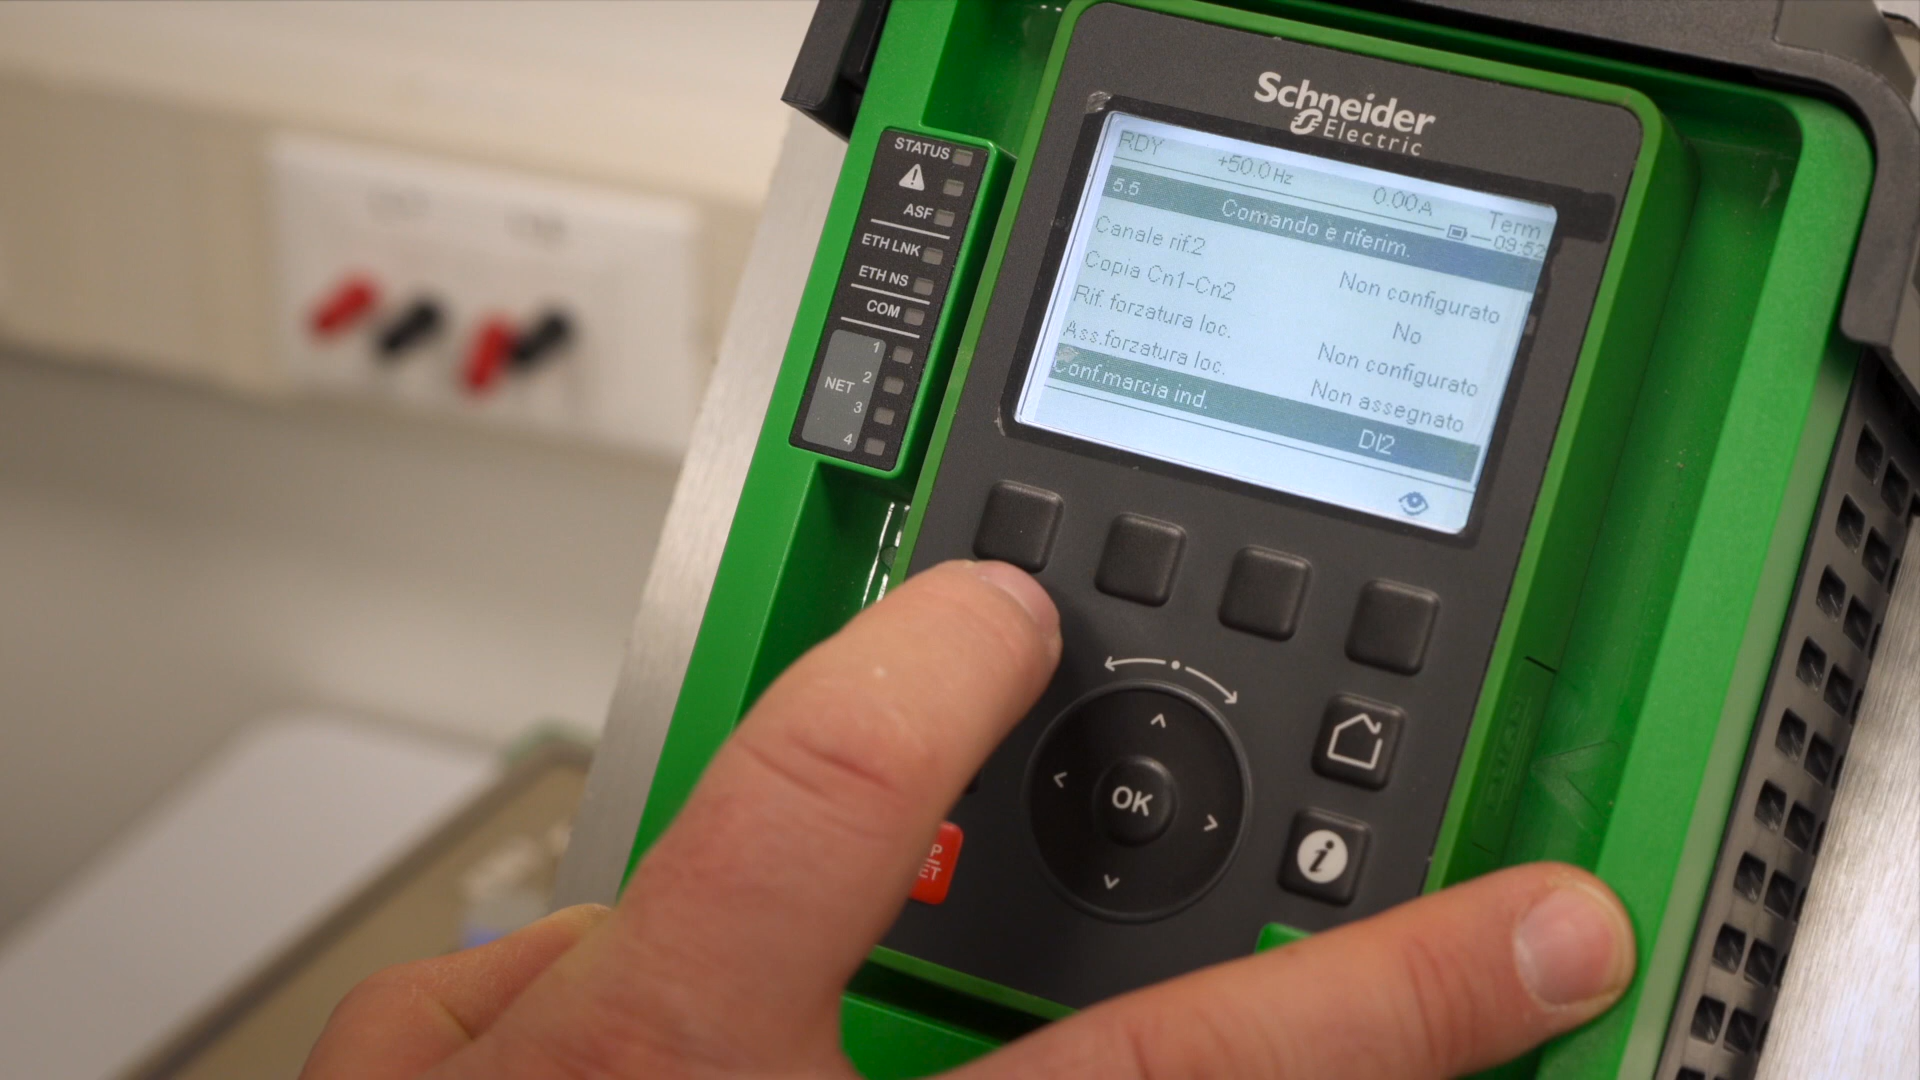 Schneider
Electric
STATUS
ASF
ETH LNK
ETH NS
COM
NET
1
2
3
4
RDY +50.0 Hz 0.00A Term
09:52
5.5 Comando e riferim.
Canale rif.2 Non configurato
Copia Cn1-Cn2 No
Rif. forzatura loc. Non configurato
Ass.forzatura loc. Non assegnato
Conf.marcia ind. DI2
OK
i